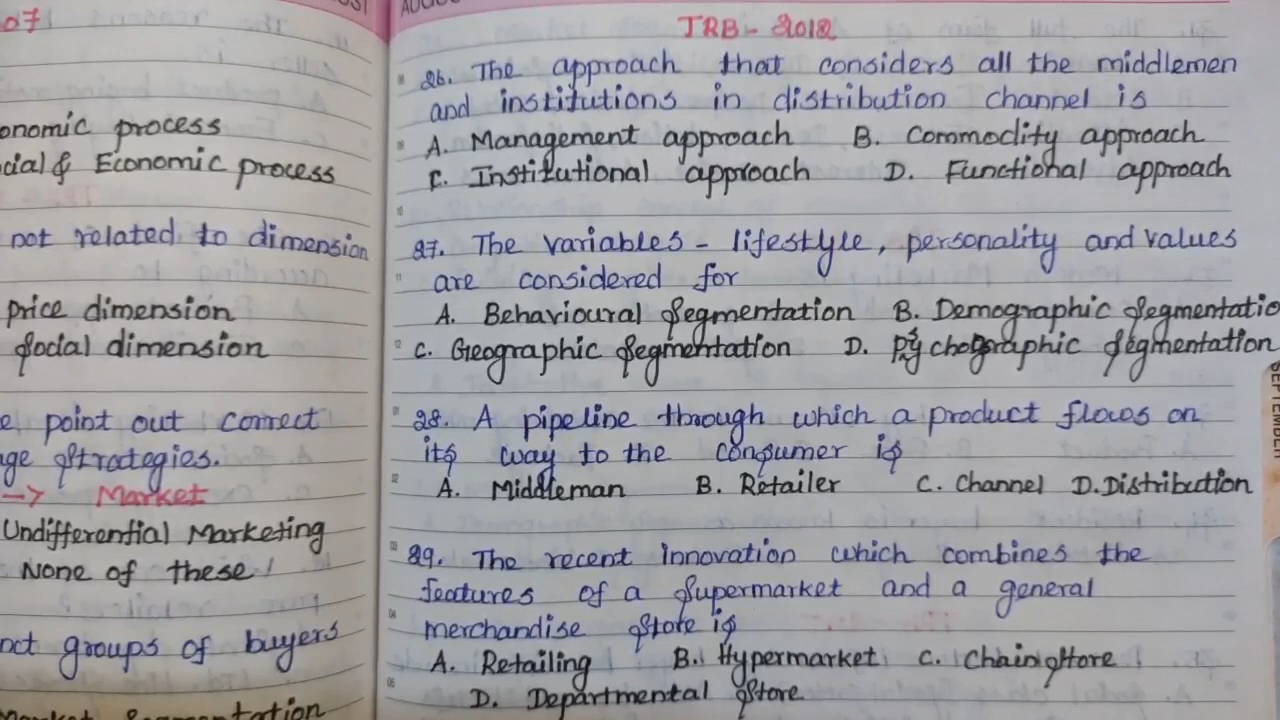 07
onomic process
cial & Economic process
not related to dimension
price dimension
social dimension
e point out correct
ge strategies.
-> Market
Undifferential Marketing
None of these
groups of buyers
TRB - 2012
26. The approach that considers all the middlemen
and institutions in distribution channel is
A. Management approach B. Commodity approach
C. Institutional approach D. Functional approach
27. The variables - lifestyle, personality and values
are considered for
A. Behavioural segmentation B. Demographic segmentatio
C. Geographic segmentation D. Psychographic segmentation
28. A pipeline through which a product flows on
its way to the consumer is
A. Middleman B. Retailer C. Channel D. Distribution
29. The recent innovation which combines the
features of a supermarket and a general
merchandise store is
A. Retailing B. Hypermarket C. Chain store
D. Departmental store